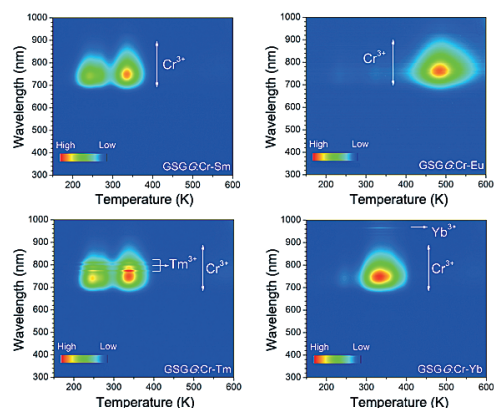 1000
900
800
700
600
500
400
300
Wavelength (nm)
Cr3+
High Low
GSGG:Cr-Sm
200 300 400 500 600
Temperature (K)
1000
900
800
700
600
500
400
300
Wavelength (nm)
Cr3+
High Low
GSGG:Cr-Eu
200 300 400 500 600
Temperature (K)
1000
900
800
700
600
500
400
300
Wavelength (nm)
Tm3+
Cr3+
High Low
GSGG:Cr-Tm
200 300 400 500 600
Temperature (K)
1000
900
800
700
600
500
400
300
Wavelength (nm)
Yb3+
Cr3+
High Low
GSGG:Cr-Yb
200 300 400 500 600
Temperature (K)